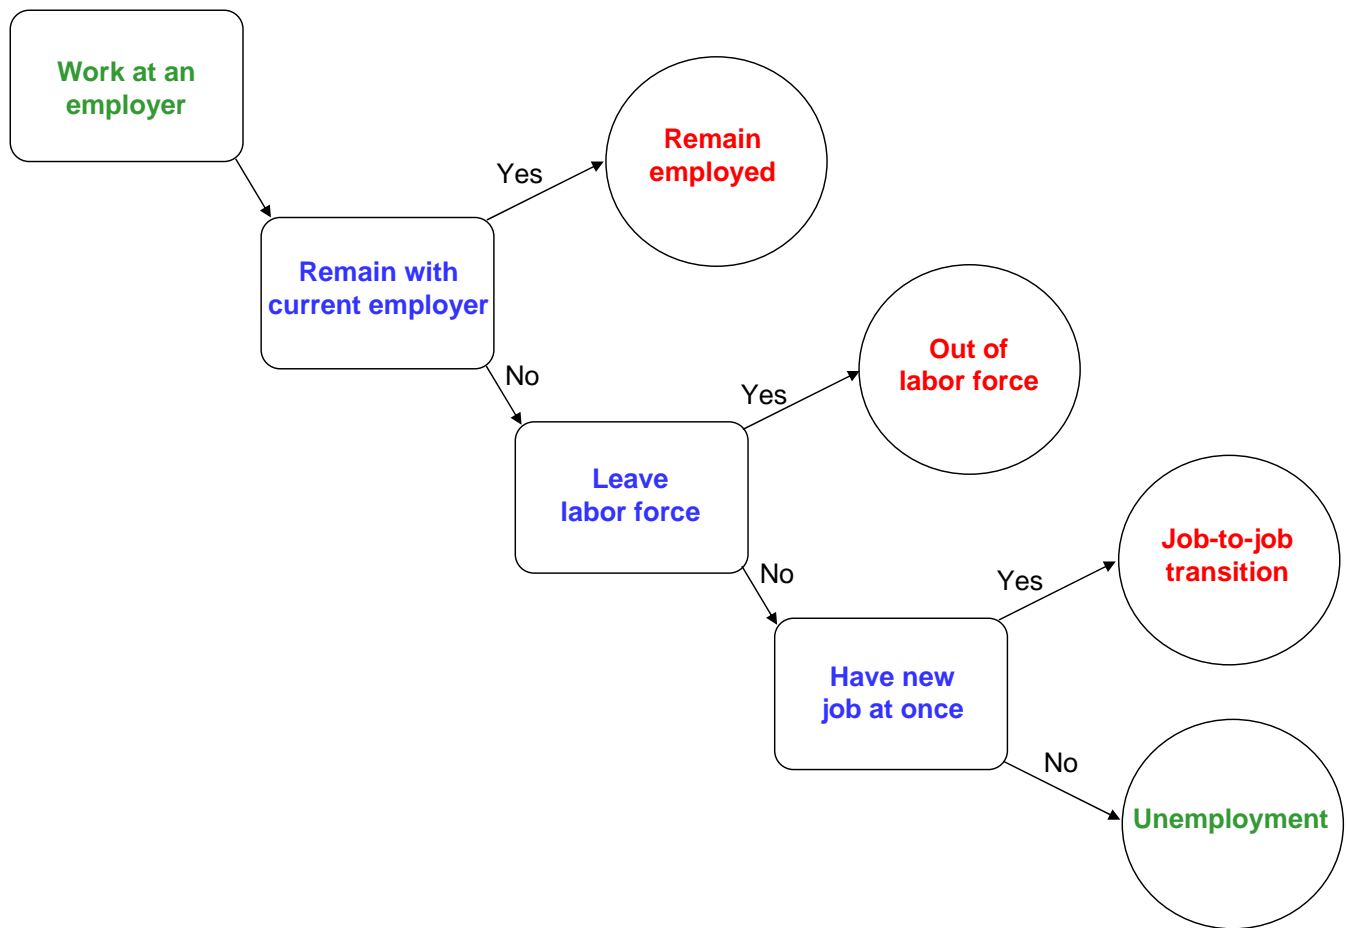 Work at an
employer
Yes
Remain
employed
Remain with
current employer
No
Yes
Out of
labor force
Leave
labor force
No
Yes
Job-to-job
transition
Have new
job at once
No
Unemployment